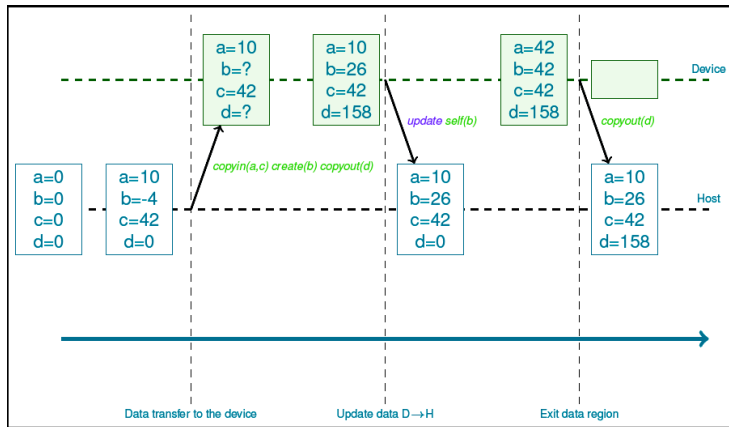 a=10
b=?
c=42
d=?
a=10
b=26
c=42
d=158
a=42
b=42
c=42
d=158
Device
update self(b)
copyout(d)
copyin(a,c) create(b) copyout(d)
a=0
b=0
c=0
d=0
a=10
b=-4
c=42
d=0
a=10
b=26
c=42
d=0
a=10
b=26
c=42
d=158
Host
Data transfer to the device
Update data D→H
Exit data region